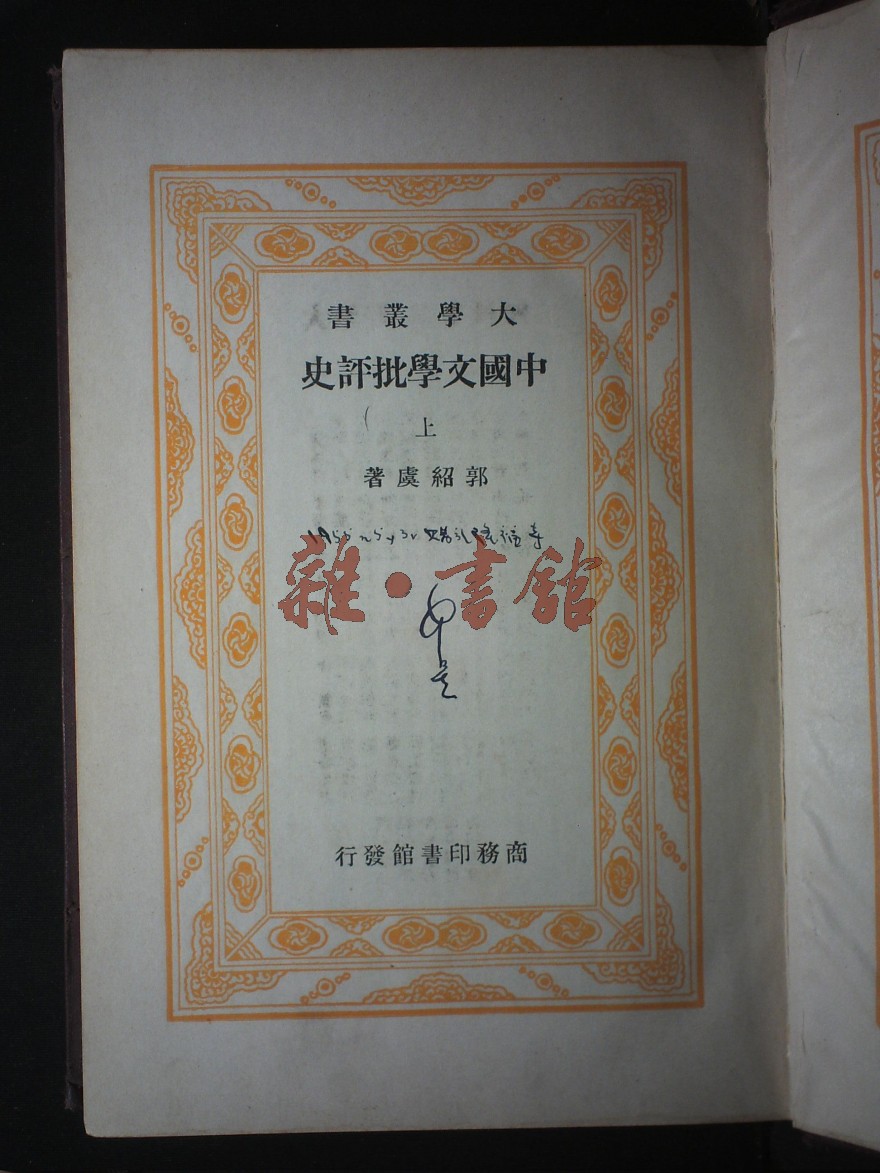 大學叢書
中國文學批評史
上
郭紹虞著
雜·書館
商務印書館發行